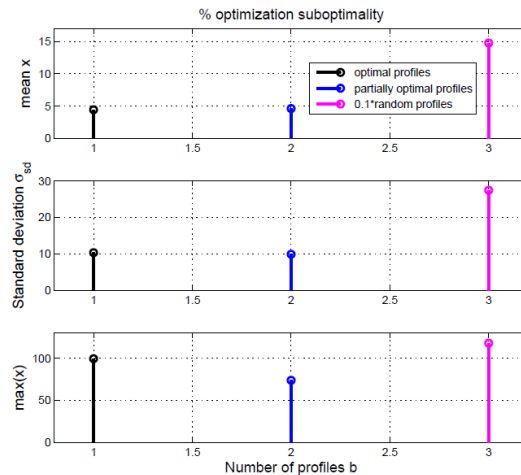 % optimization suboptimality
mean x
15
10
5
0
optimal profiles
partially optimal profiles
0.1*random profiles
1 1.5 2 2.5 3
Standard deviation σsd
30
20
10
0
1 1.5 2 2.5 3
max(x)
100
50
0
1 1.5 2 2.5 3
Number of profiles b